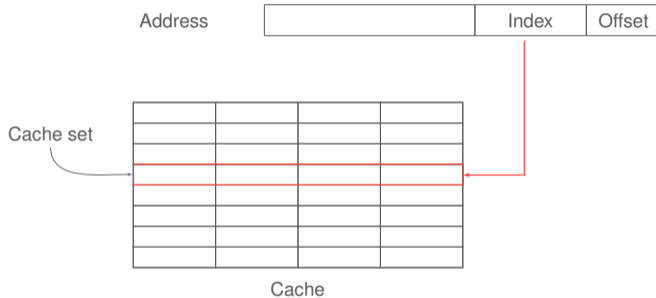 Address
Index
Offset
Cache set
Cache